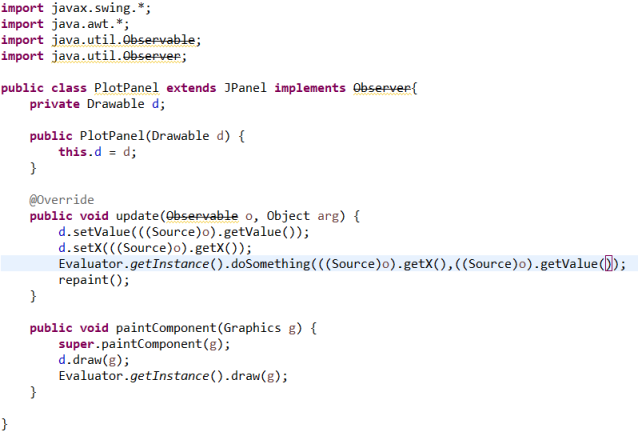 import javax.swing.*;
import java.awt.*;
import java.util.Observable;
import java.util.Observer;

public class PlotPanel extends JPanel implements Observer{
    private Drawable d;

    public PlotPanel(Drawable d) {
        this.d = d;
    }

    @Override
    public void update(Observable o, Object arg) {
        d.setValue(((Source)o).getValue());
        d.setX(((Source)o).getX());
        Evaluator.getInstance().doSomething(((Source)o).getX(),((Source)o).getValue());
        repaint();
    }

    public void paintComponent(Graphics g) {
        super.paintComponent(g);
        d.draw(g);
        Evaluator.getInstance().draw(g);
    }

}